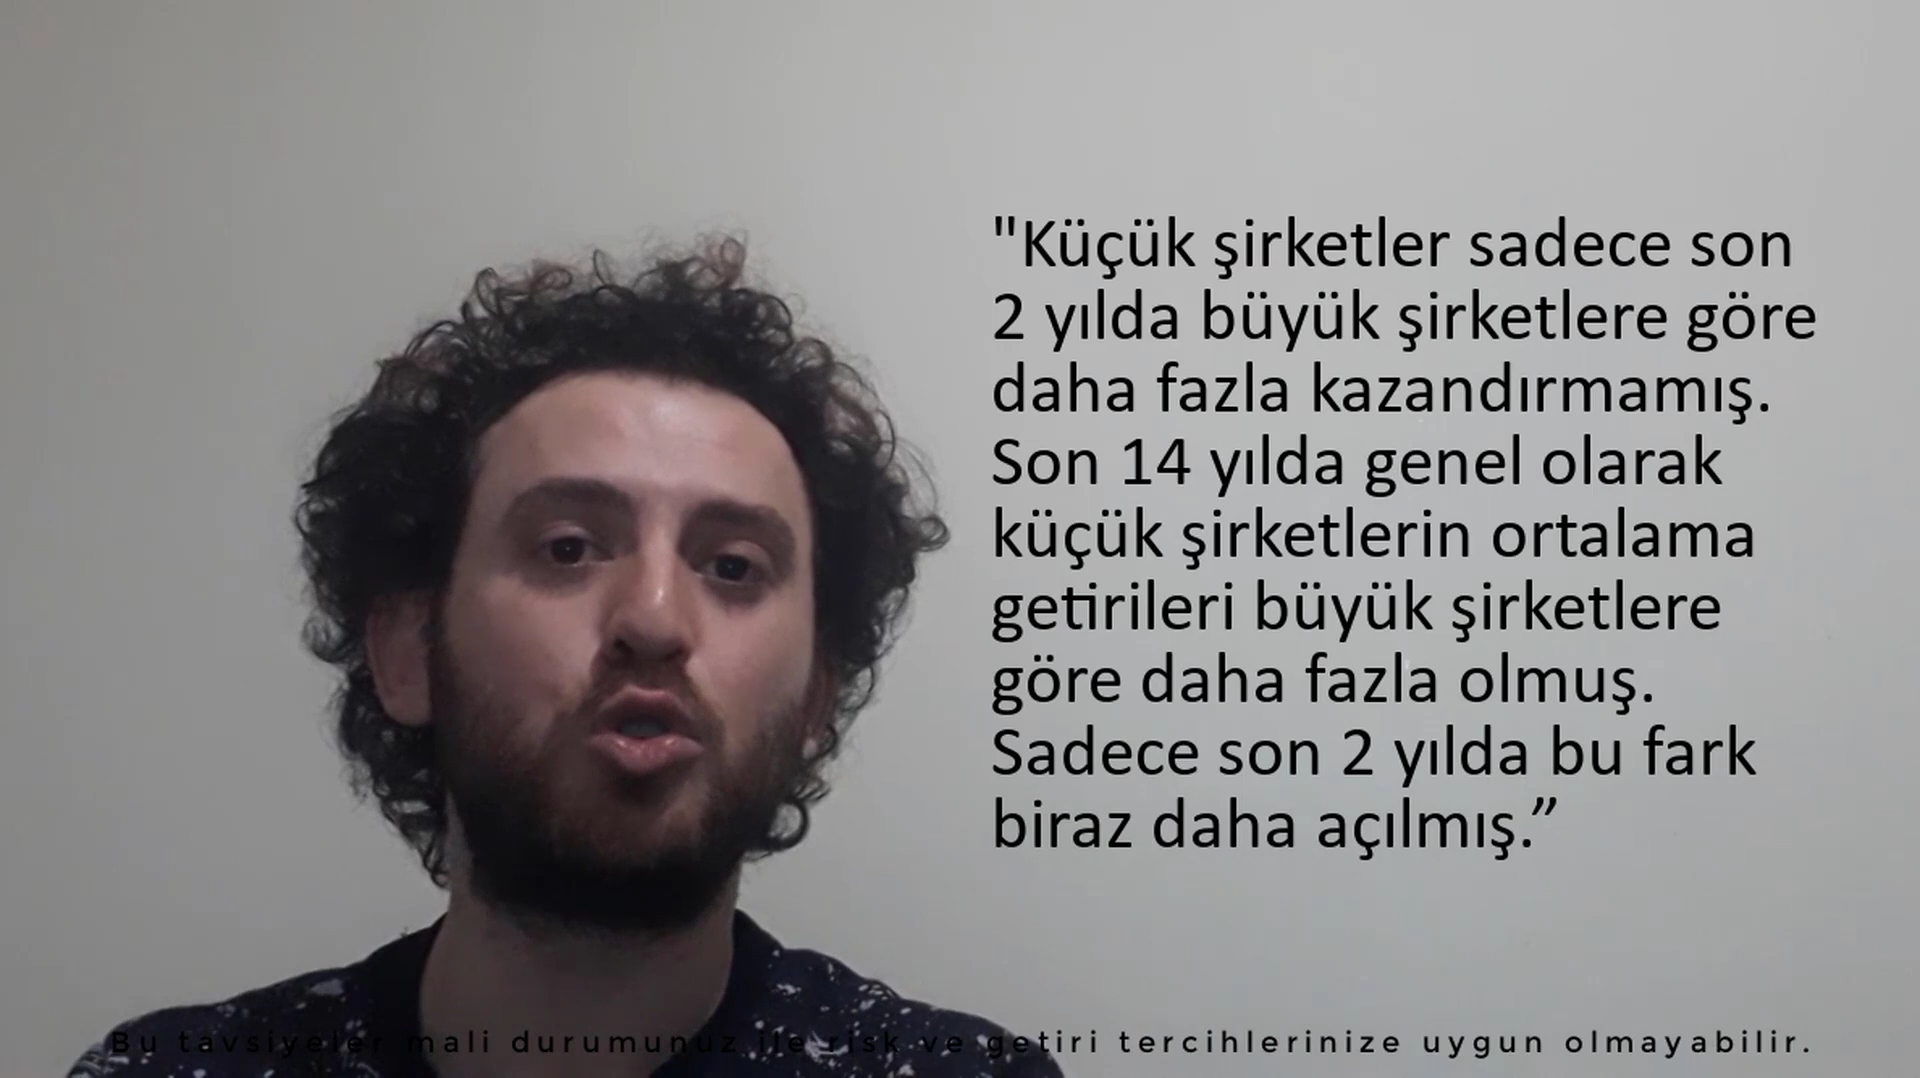 "Küçük şirketler sadece son
2 yılda büyük şirketlere göre
daha fazla kazandırmamış.
Son 14 yılda genel olarak
küçük şirketlerin ortalama
getirileri büyük şirketlere
göre daha fazla olmuş.
Sadece son 2 yılda bu fark
biraz daha açılmış.”
Bu tavsiyeler mali durumunuz ile risk ve getiri tercihlerinize uygun olmayabilir.